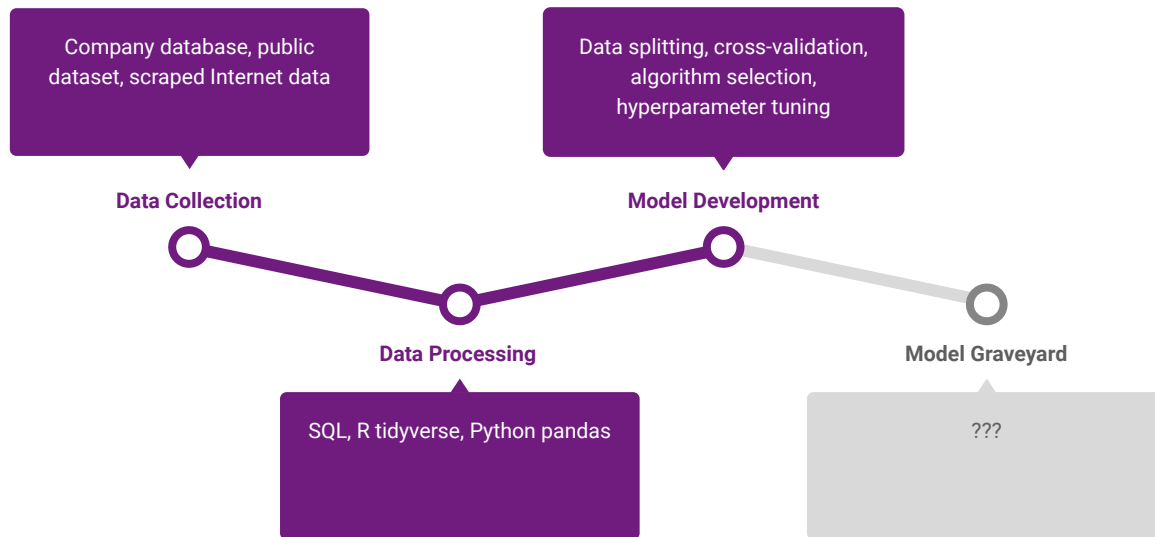 Company database, public
dataset, scraped Internet data
Data Collection
Data splitting, cross-validation,
algorithm selection,
hyperparameter tuning
Model Development
Data Processing
SQL, R tidyverse, Python pandas
Model Graveyard
???